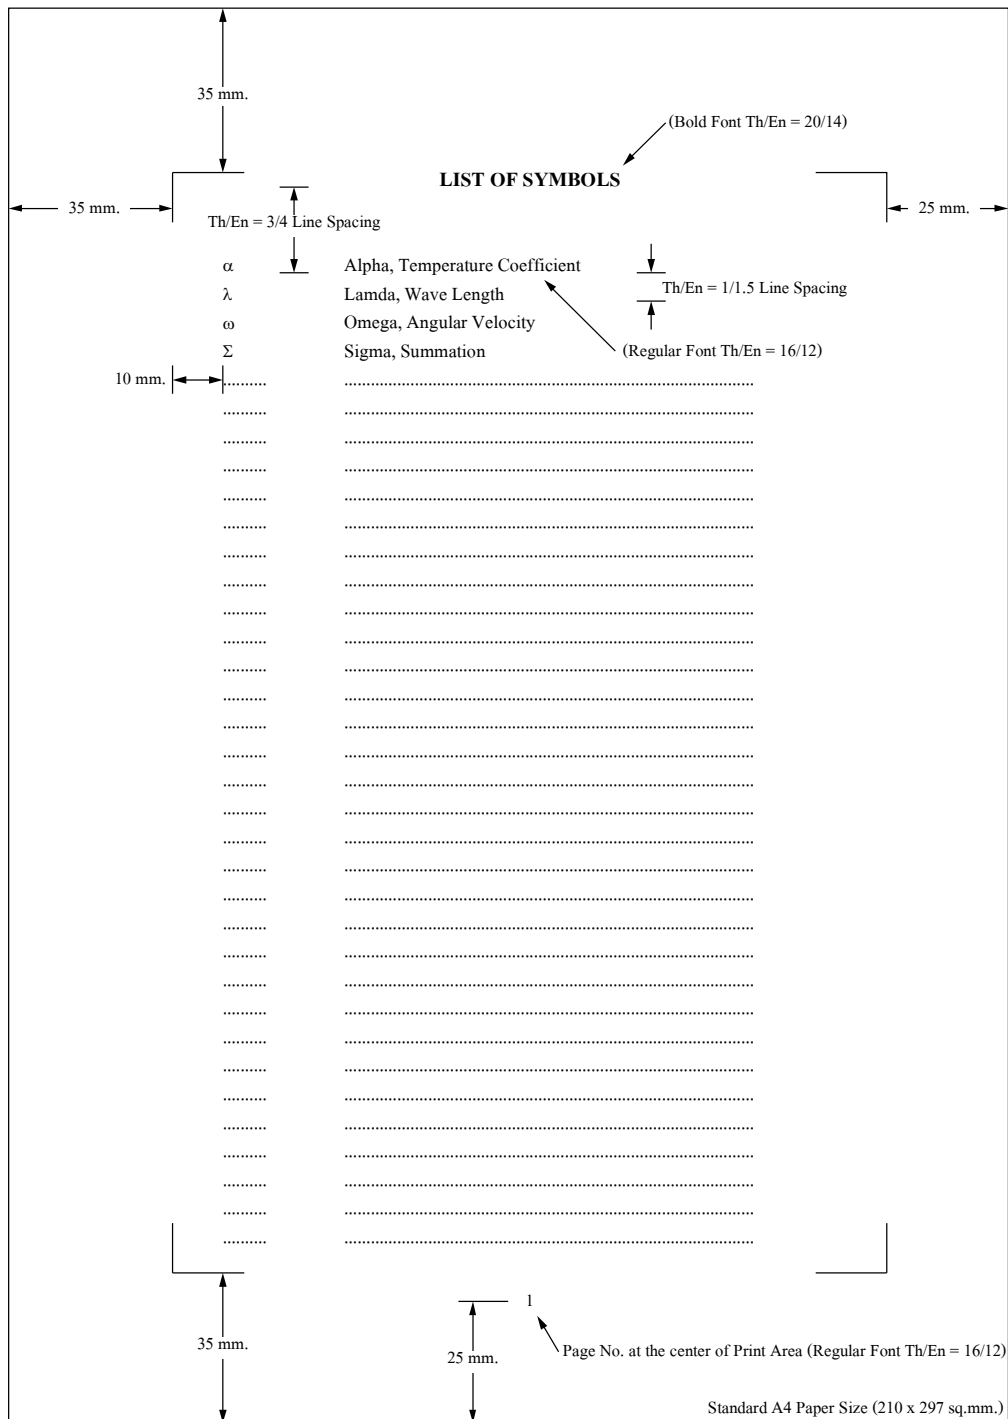 35 mm.
(Bold Font Th/En = 20/14)
LIST OF SYMBOLS
35 mm.
25 mm.
Th/En = 3/4 Line Spacing
α Alpha, Temperature Coefficient
Th/En = 1/1.5 Line Spacing
λ Lamda, Wave Length
ω Omega, Angular Velocity
Σ Sigma, Summation
(Regular Font Th/En = 16/12)
10 mm.
l
35 mm.
25 mm.
Page No. at the center of Print Area (Regular Font Th/En = 16/12)
Standard A4 Paper Size (210 x 297 sq.mm.)